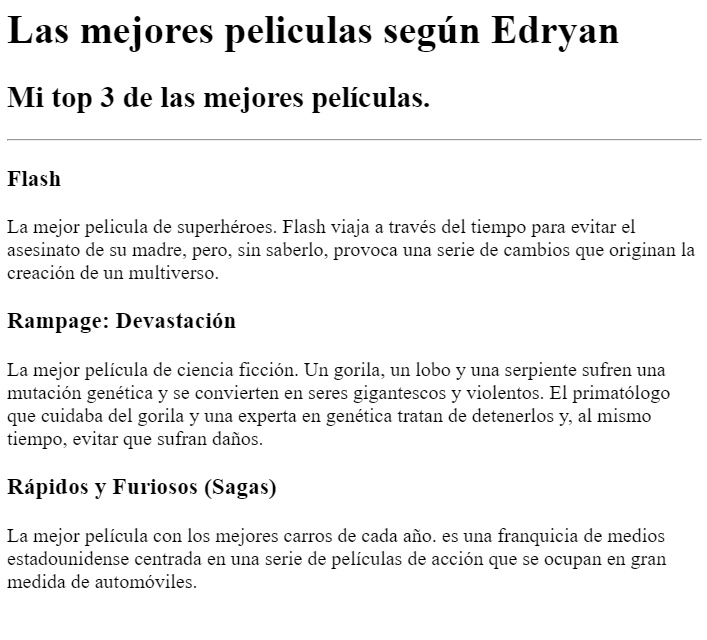 Las mejores peliculas según Edryan
Mi top 3 de las mejores películas.
Flash
La mejor pelicula de superhéroes. Flash viaja a través del tiempo para evitar el
asesinato de su madre, pero, sin saberlo, provoca una serie de cambios que originan la
creación de un multiverso.
Rampage: Devastación
La mejor película de ciencia ficción. Un gorila, un lobo y una serpiente sufren una
mutación genética y se convierten en seres gigantescos y violentos. El primatólogo
que cuidaba del gorila y una experta en genética tratan de detenerlos y, al mismo
tiempo, evitar que sufran daños.
Rápidos y Furiosos (Sagas)
La mejor película con los mejores carros de cada año. es una franquicia de medios
estadounidense centrada en una serie de películas de acción que se ocupan en gran
medida de automóviles.